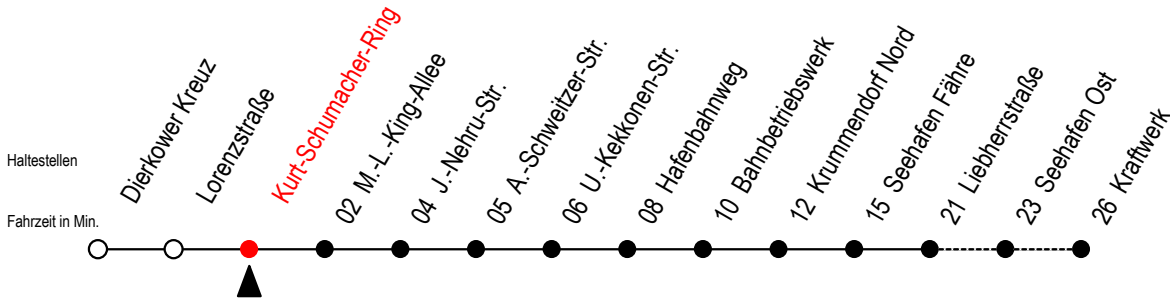 Haltestellen
Fahrzeit in Min.
Dierkower Kreuz
Lorenzstraße
Kurt-Schumacher-Ring
02 M.-L.-King-Allee
04 J.-Nehru-Str.
05 A.-Schweitzer-Str.
06 U.-Kekkonen-Str.
08 Hafenbahnweg
10 Bahnbetriebswerk
12 Krummendorf Nord
15 Seehafen Fähre
21 Liebherrstraße
23 Seehafen Ost
26 Kraftwerk